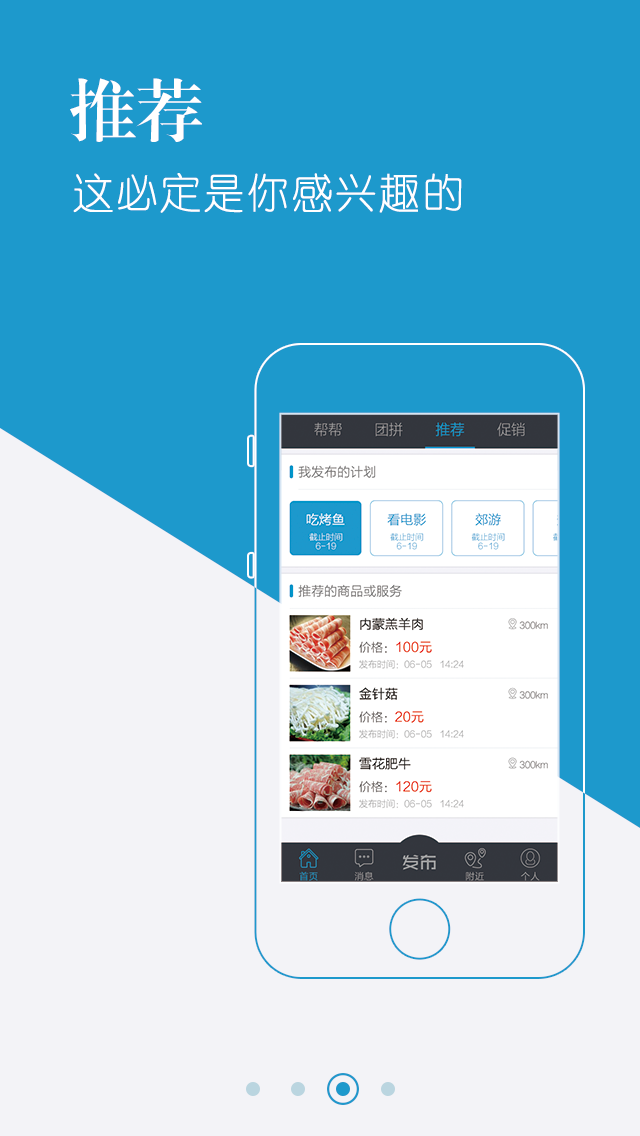 推荐
这必定是你感兴趣的
帮帮 团拼 推荐 促销
我发布的计划
吃烤鱼 看电影 郊游
截止时间 截止时间 截止时间
6-19 6-19 6-19
推荐的商品或服务
内蒙羔羊肉 300km
价格：100元
发布时间：06-05 14:24
金针菇 300km
价格：20元
发布时间：06-05 14:24
雪花肥牛 300km
价格：120元
发布时间：06-05 14:24
首页 消息 发布 附近 个人